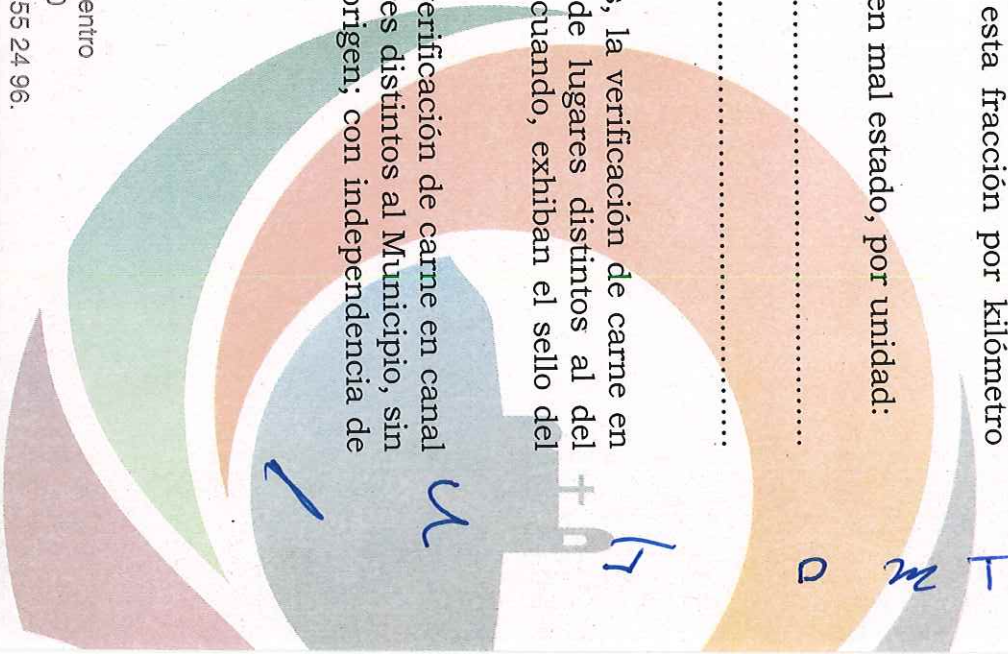 esta fracción por kilómetro
en mal estado, por unidad:
................................................
................................................
, la verificación de carne en
de lugares distintos al del
cuando, exhiban el sello del
erificación de carne en canal
es distintos al Municipio, sin
origen; con independencia de
entro
55 24 96.